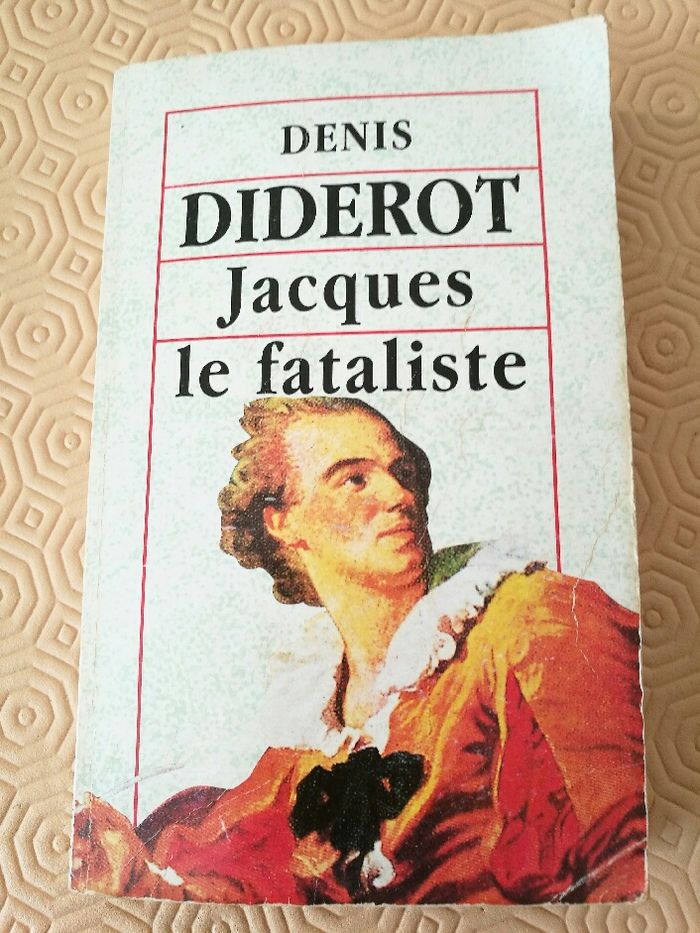 DENIS
DIDEROT
Jacques
le fataliste